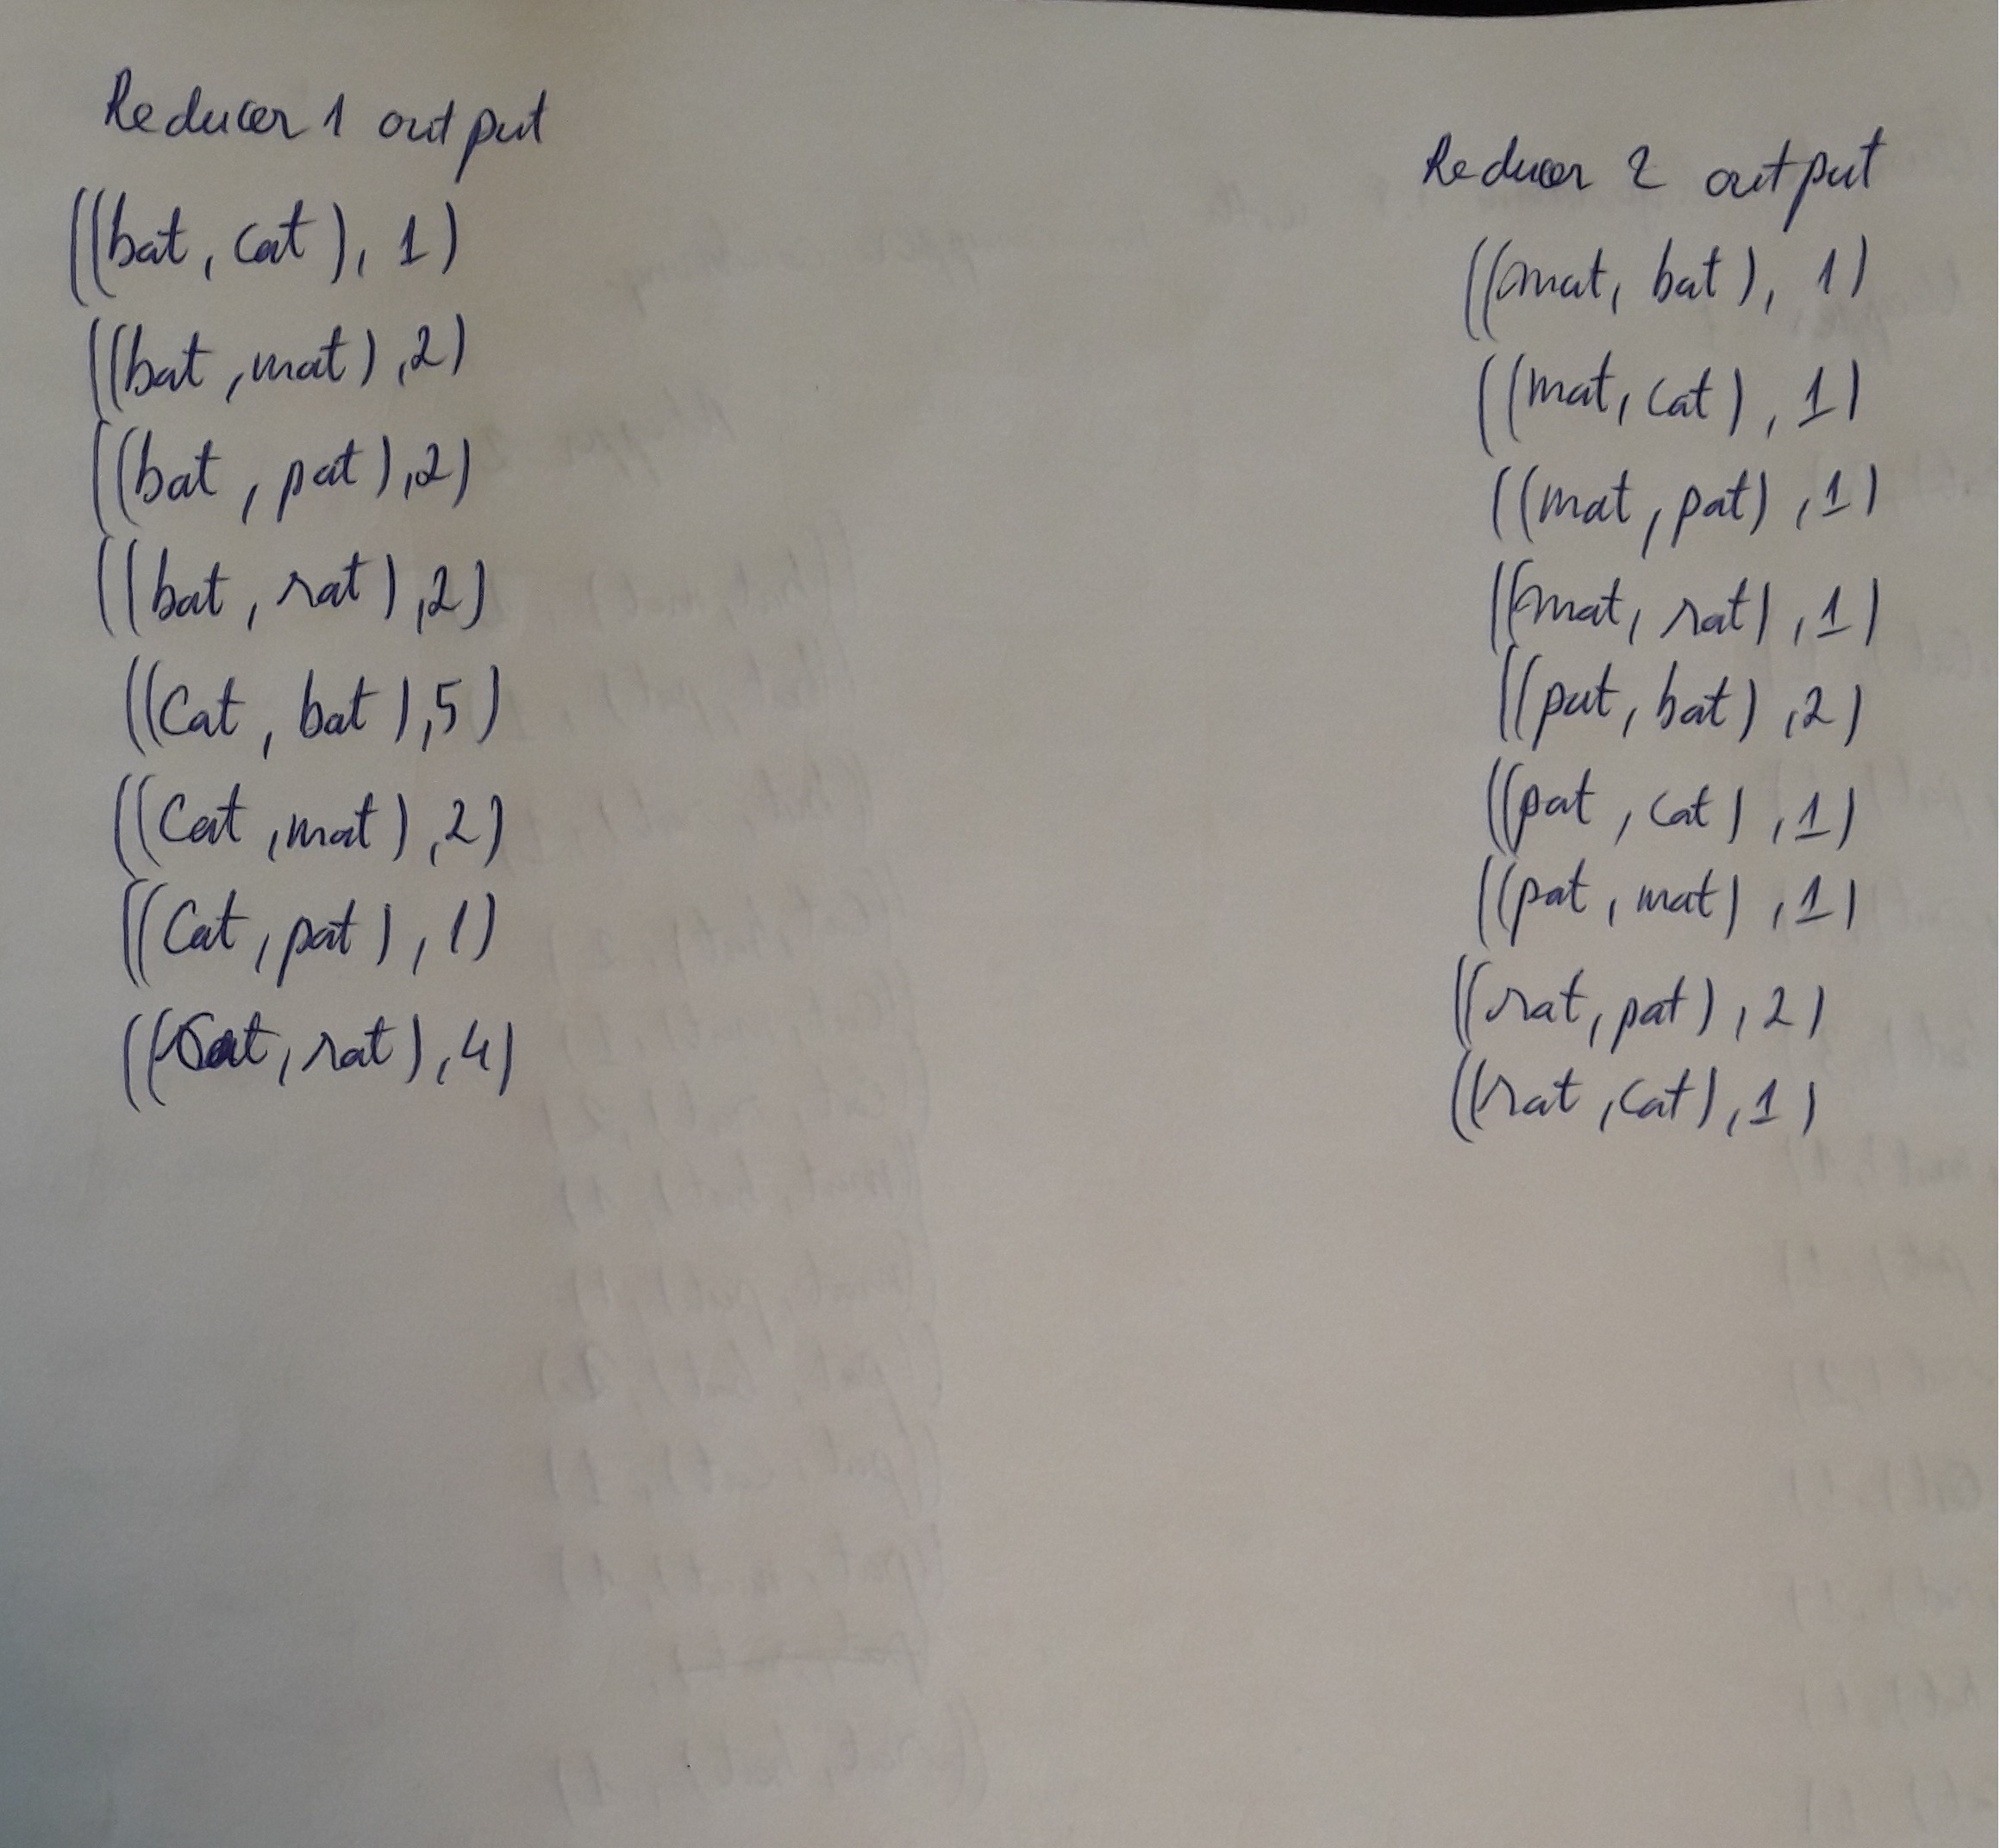 Reducer 1 output
((bat, cat), 1)
((bat, mat), 2)
((bat, pat), 2)
((bat, rat), 2)
((cat, bat), 5)
((cat, mat), 2)
((cat, pat), 1)
((cat, rat), 4)
Reducer 2 output
((mat, bat), 1)
((mat, cat), 1)
((mat, pat), 1)
((mat, rat), 1)
((pat, bat), 2)
((pat, cat), 1)
((pat, mat), 1)
((rat, pat), 2)
((rat, cat), 1)